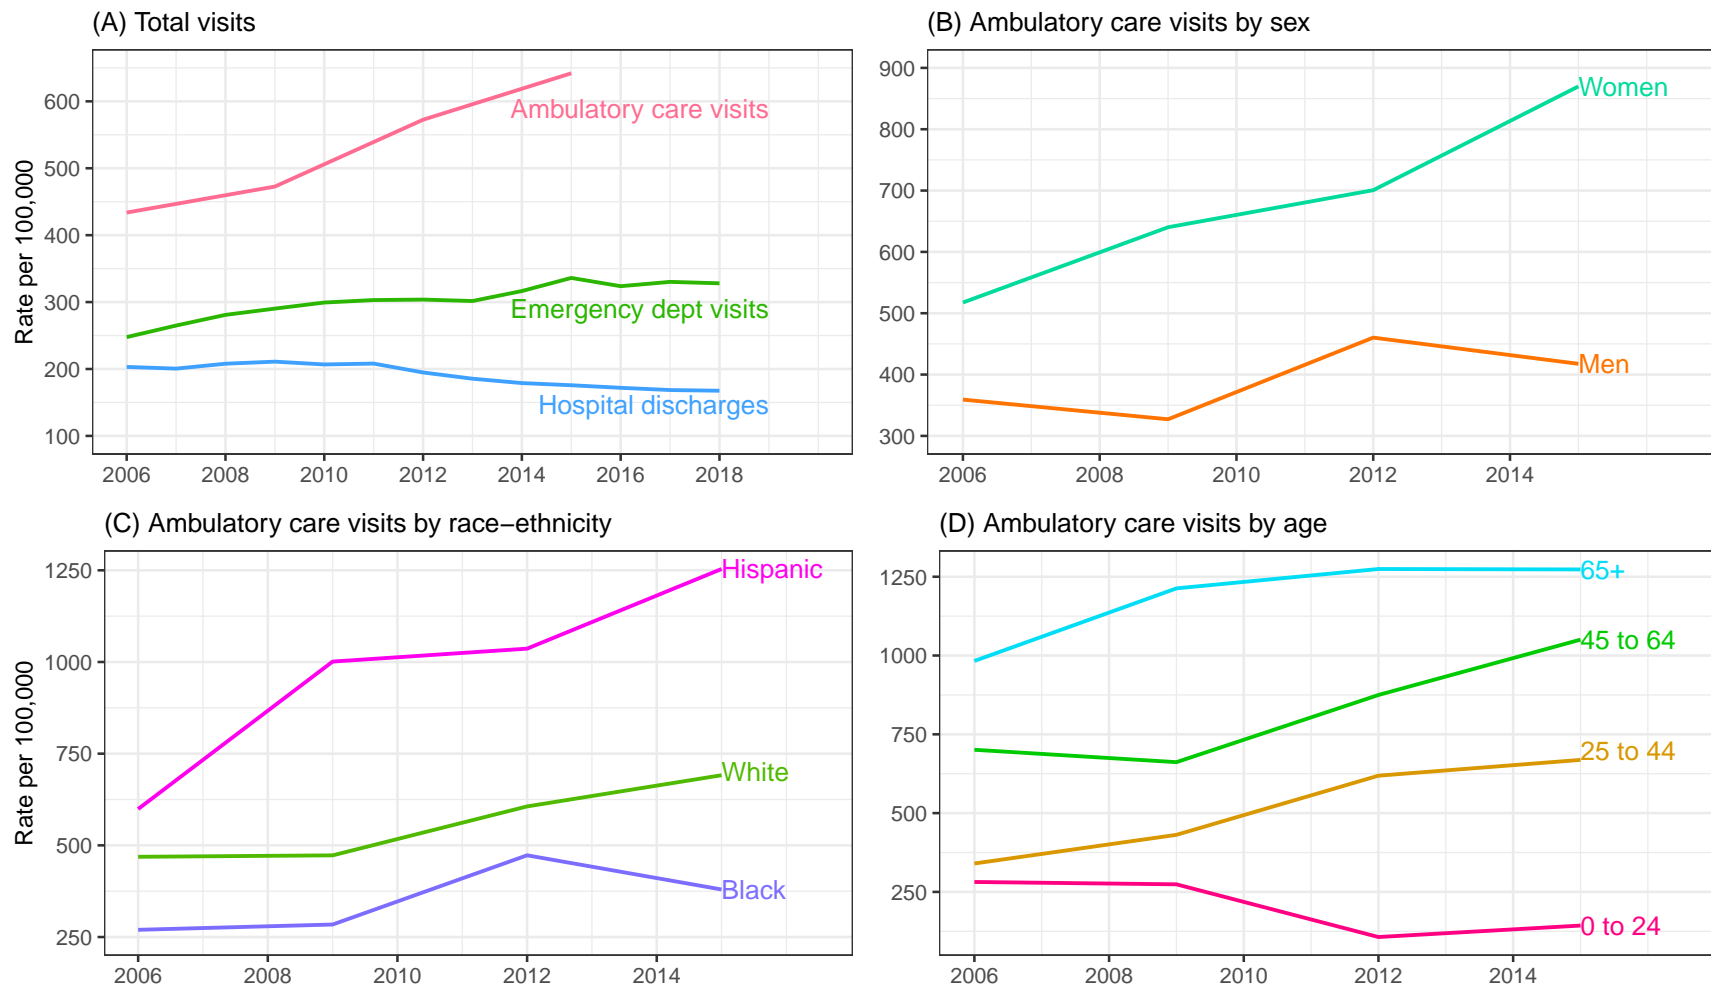 (A) Total visits
Rate per 100,000
600
500
400
300
200
100
Ambulatory care visits
Emergency dept visits
Hospital discharges
2006 2008 2010 2012 2014 2016 2018
(B) Ambulatory care visits by sex
900
800
700
600
500
400
300
Women
Men
2006 2008 2010 2012 2014
(C) Ambulatory care visits by race−ethnicity
Rate per 100,000
1250
1000
750
500
250
Hispanic
White
Black
2006 2008 2010 2012 2014
(D) Ambulatory care visits by age
1250
1000
750
500
250
65+
45 to 64
25 to 44
0 to 24
2006 2008 2010 2012 2014